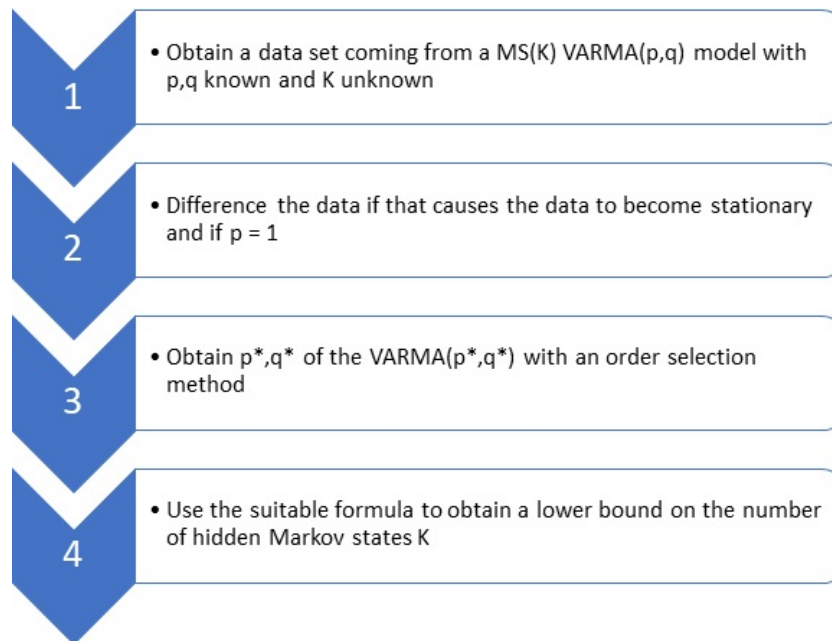 1
• Obtain a data set coming from a MS(K) VARMA(p,q) model with
p,q known and K unknown
2
• Difference the data if that causes the data to become stationary
and if p = 1
3
• Obtain p*,q* of the VARMA(p*,q*) with an order selection
method
4
• Use the suitable formula to obtain a lower bound on the number
of hidden Markov states K